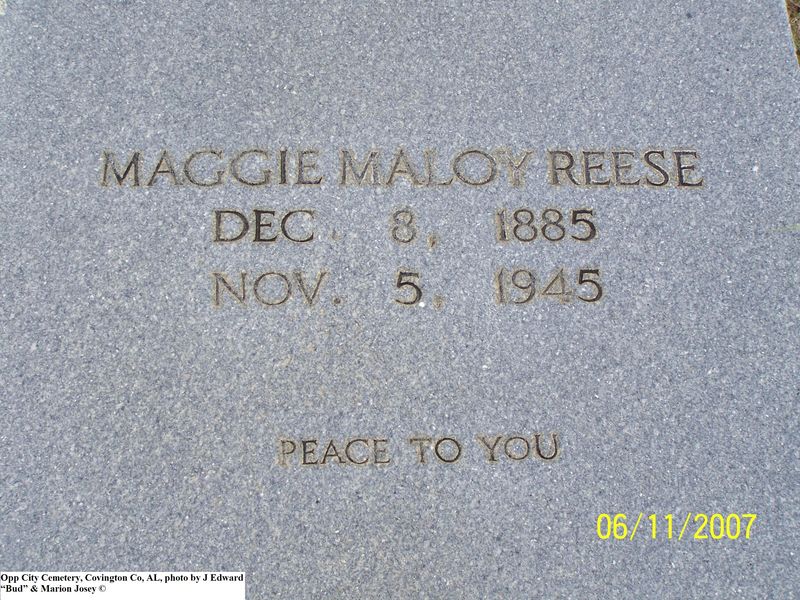 MAGGIE MALOY REESE
DEC. 8, 1885
NOV. 5, 1945
PEACE TO YOU
06/11/2007
Opp City Cemetery, Covington Co, AL, photo by J Edward
“Bud” & Marion Josey ©